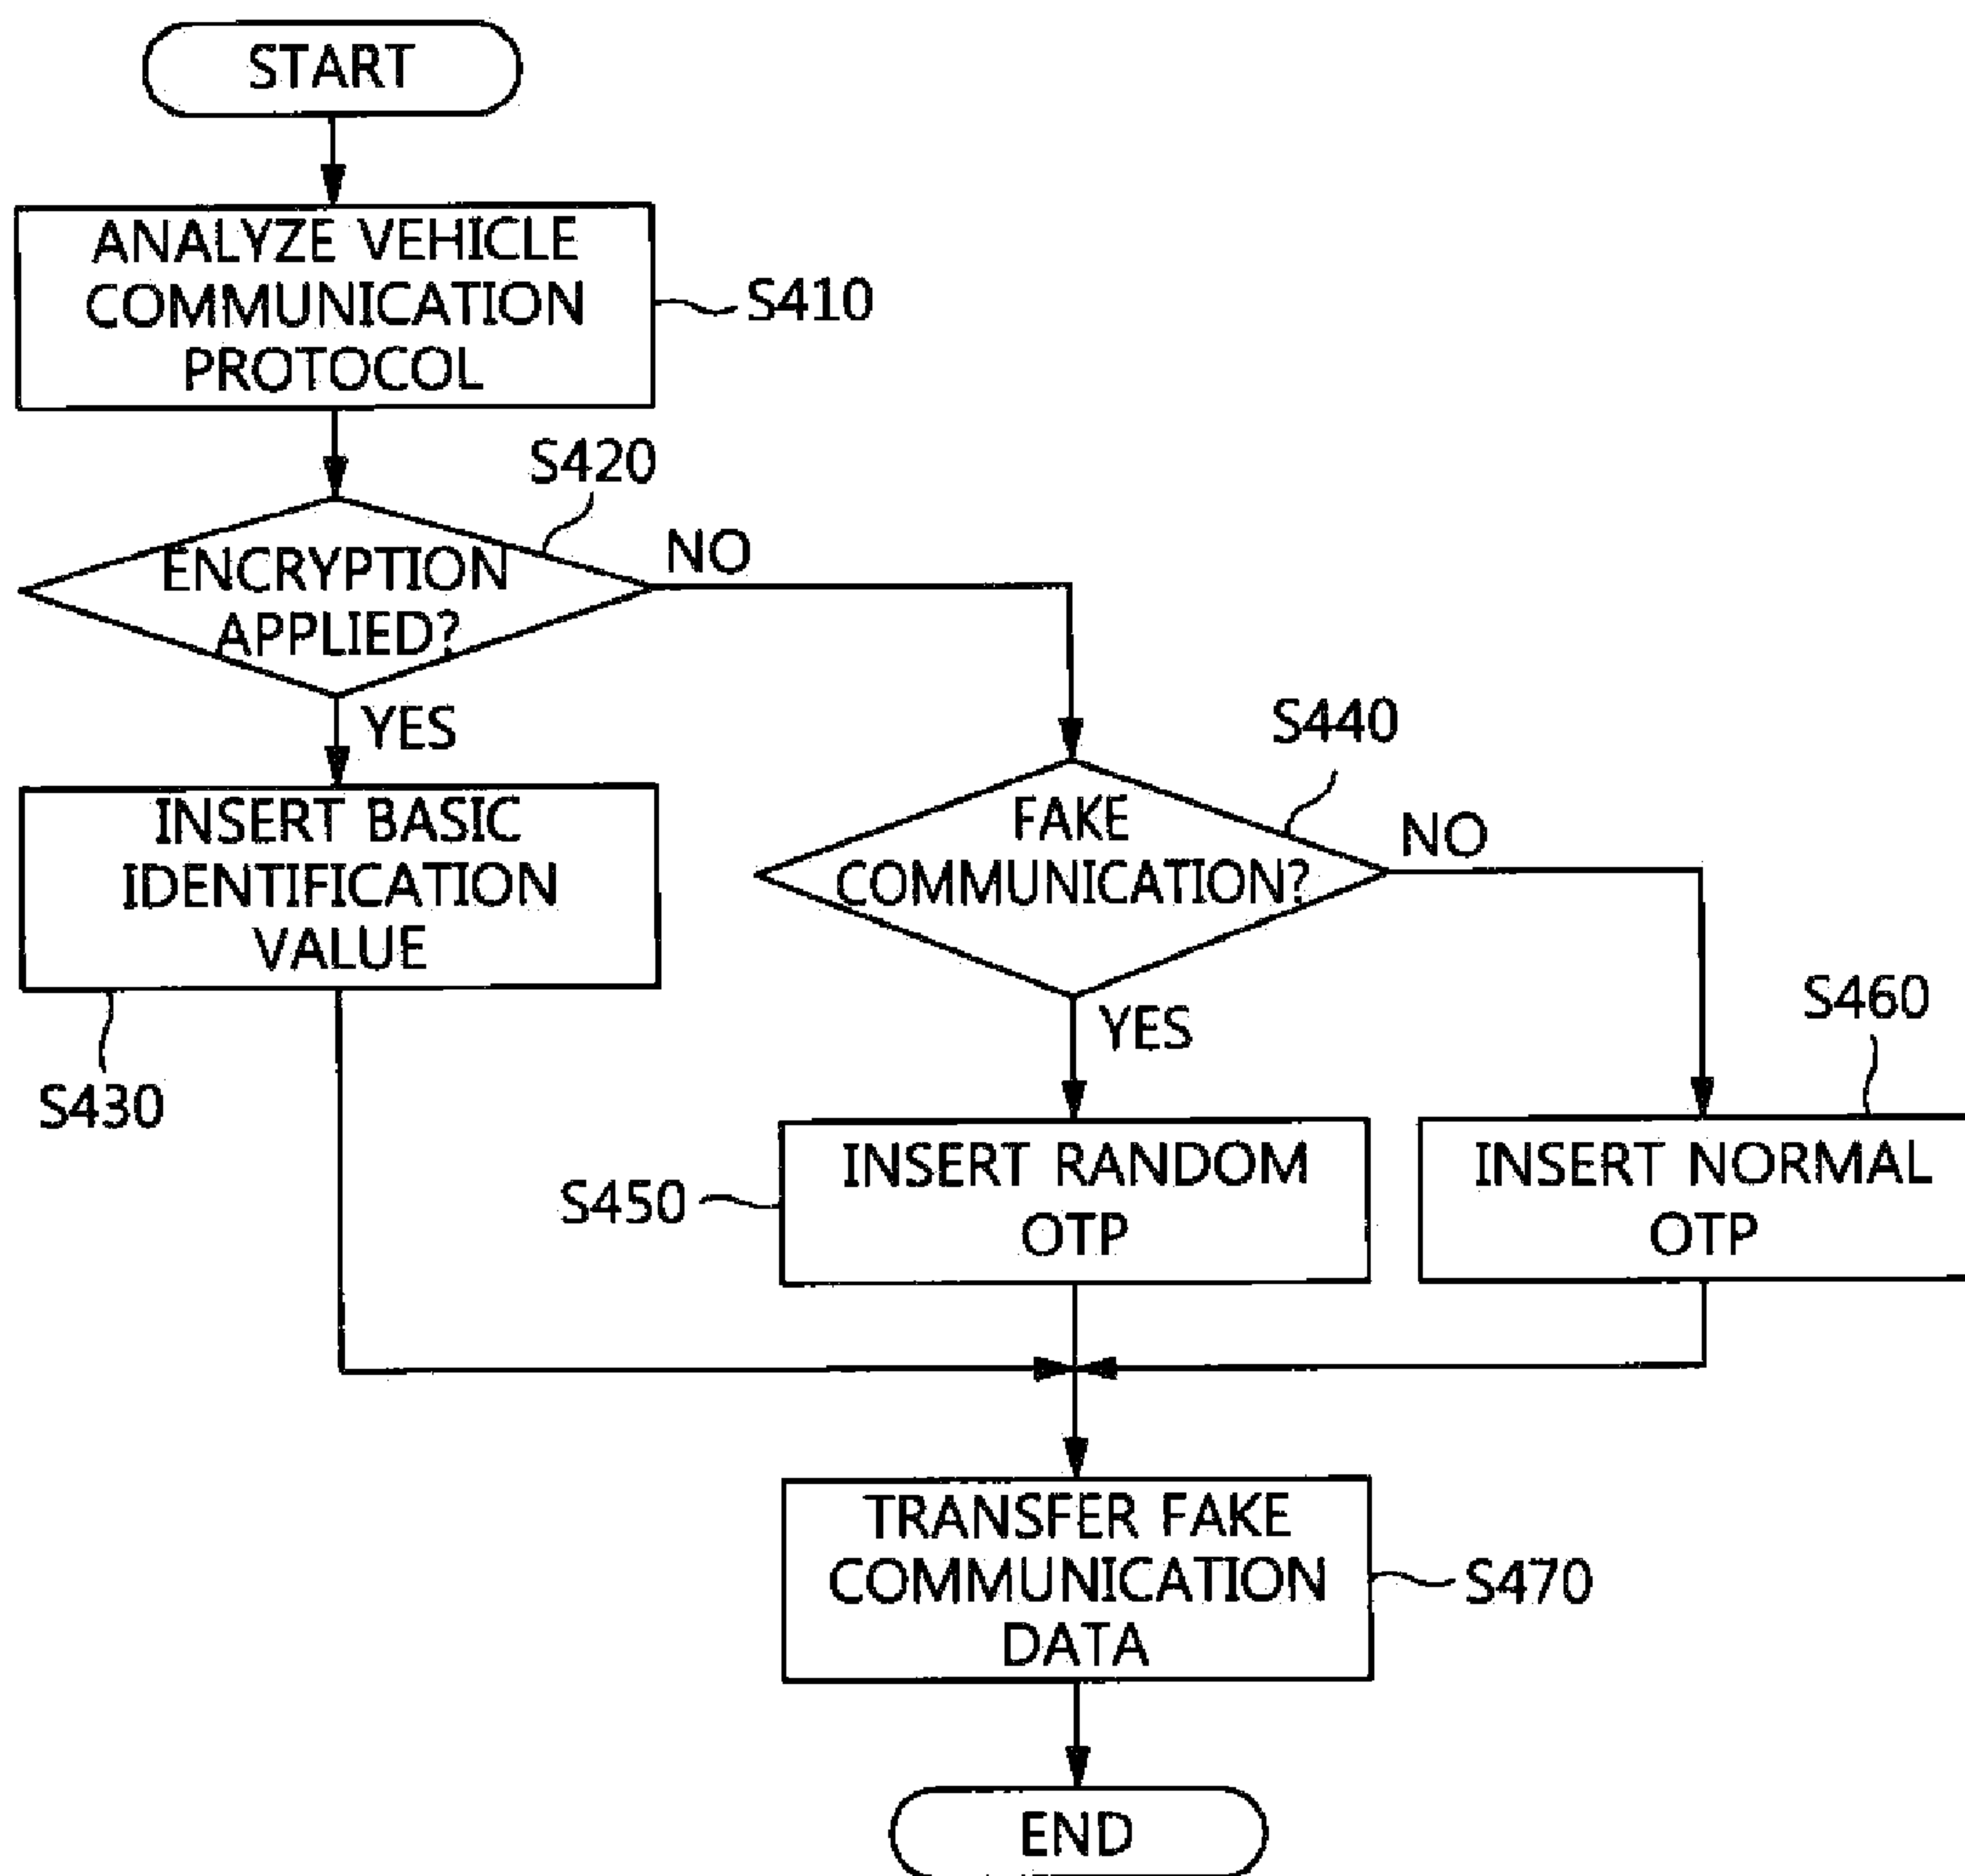 START
ANALYZE VEHICLE
COMMUNICATION
PROTOCOL
S410
S420
ENCRYPTION
APPLIED?
NO
YES
INSERT BASIC
IDENTIFICATION
VALUE
S430
S440
FAKE
COMMUNICATION?
NO
YES
S460
S450
INSERT RANDOM
OTP
INSERT NORMAL
OTP
TRANSFER FAKE
COMMUNICATION
DATA
S470
END